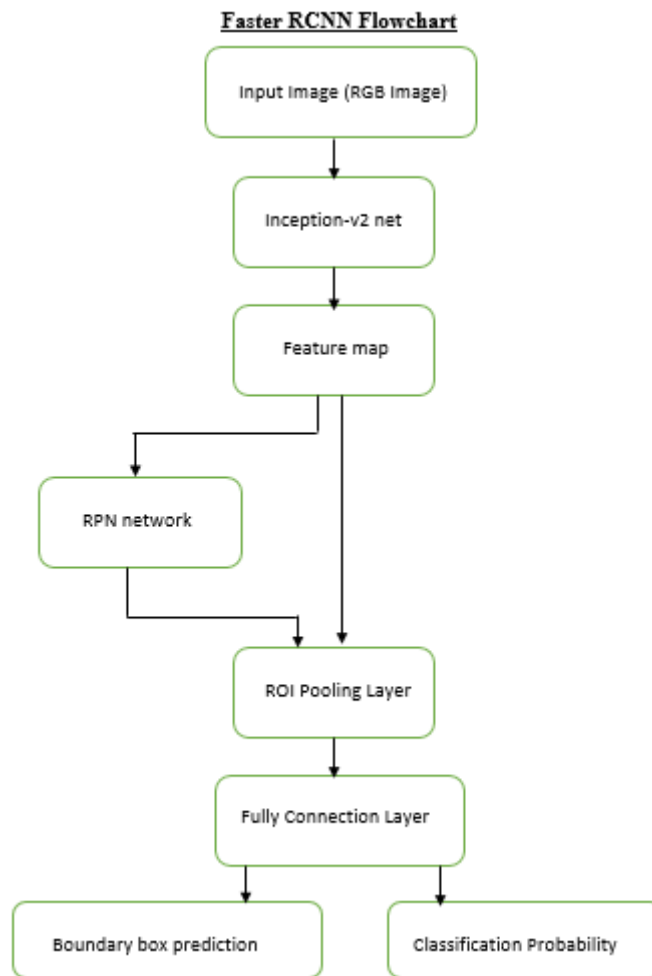 Faster RCNN Flowchart
Input Image (RGB Image)
Inception-v2 net
Feature map
RPN network
ROI Pooling Layer
Fully Connection Layer
Boundary box prediction
Classification Probability